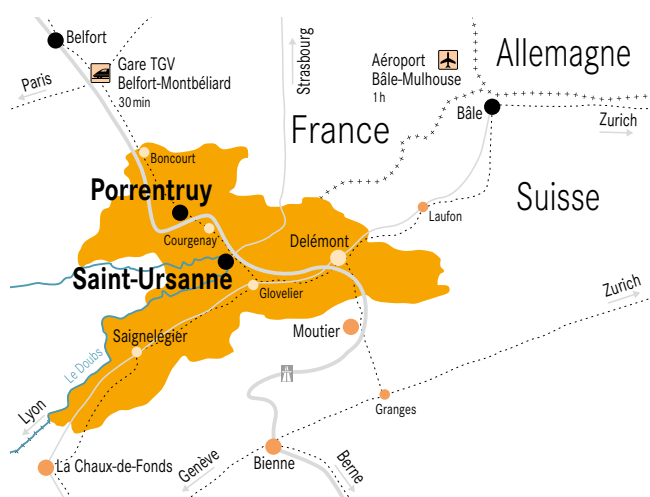 Belfort
Gare TGV
Belfort-Montbéliard
30 min
Paris
Strasbourg
Aéroport
Bâle-Mulhouse
1 h
Allemagne
Bâle
Zurich
France
Boncourt
Porrentruy
Suisse
Laufon
Courgenay
Delémont
Saint-Ursanne
Glovelier
Zurich
Moutier
Saignelégier
Le Doubs
Lyon
Granges
La Chaux-de-Fonds
Genève
Bienne
Berne